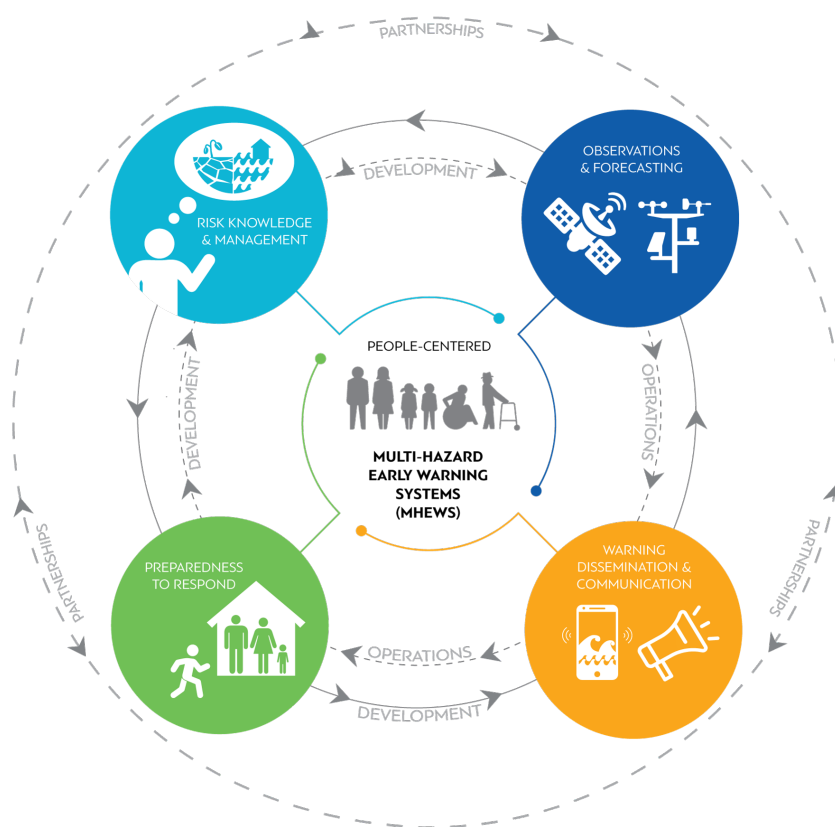 PARTNERSHIPS
OBSERVATIONS
& FORECASTING
DEVELOPMENT
RISK KNOWLEDGE
& MANAGEMENT
PEOPLE-CENTERED
DEVELOPMENT
OPERATIONS
MULTI-HAZARD
EARLY WARNING
SYSTEMS
(MHEWS)
PARTNERSHIPS
PARTNERSHIPS
PREPAREDNESS
TO RESPOND
WARNING
DISSEMINATION &
COMMUNICATION
OPERATIONS
DEVELOPMENT